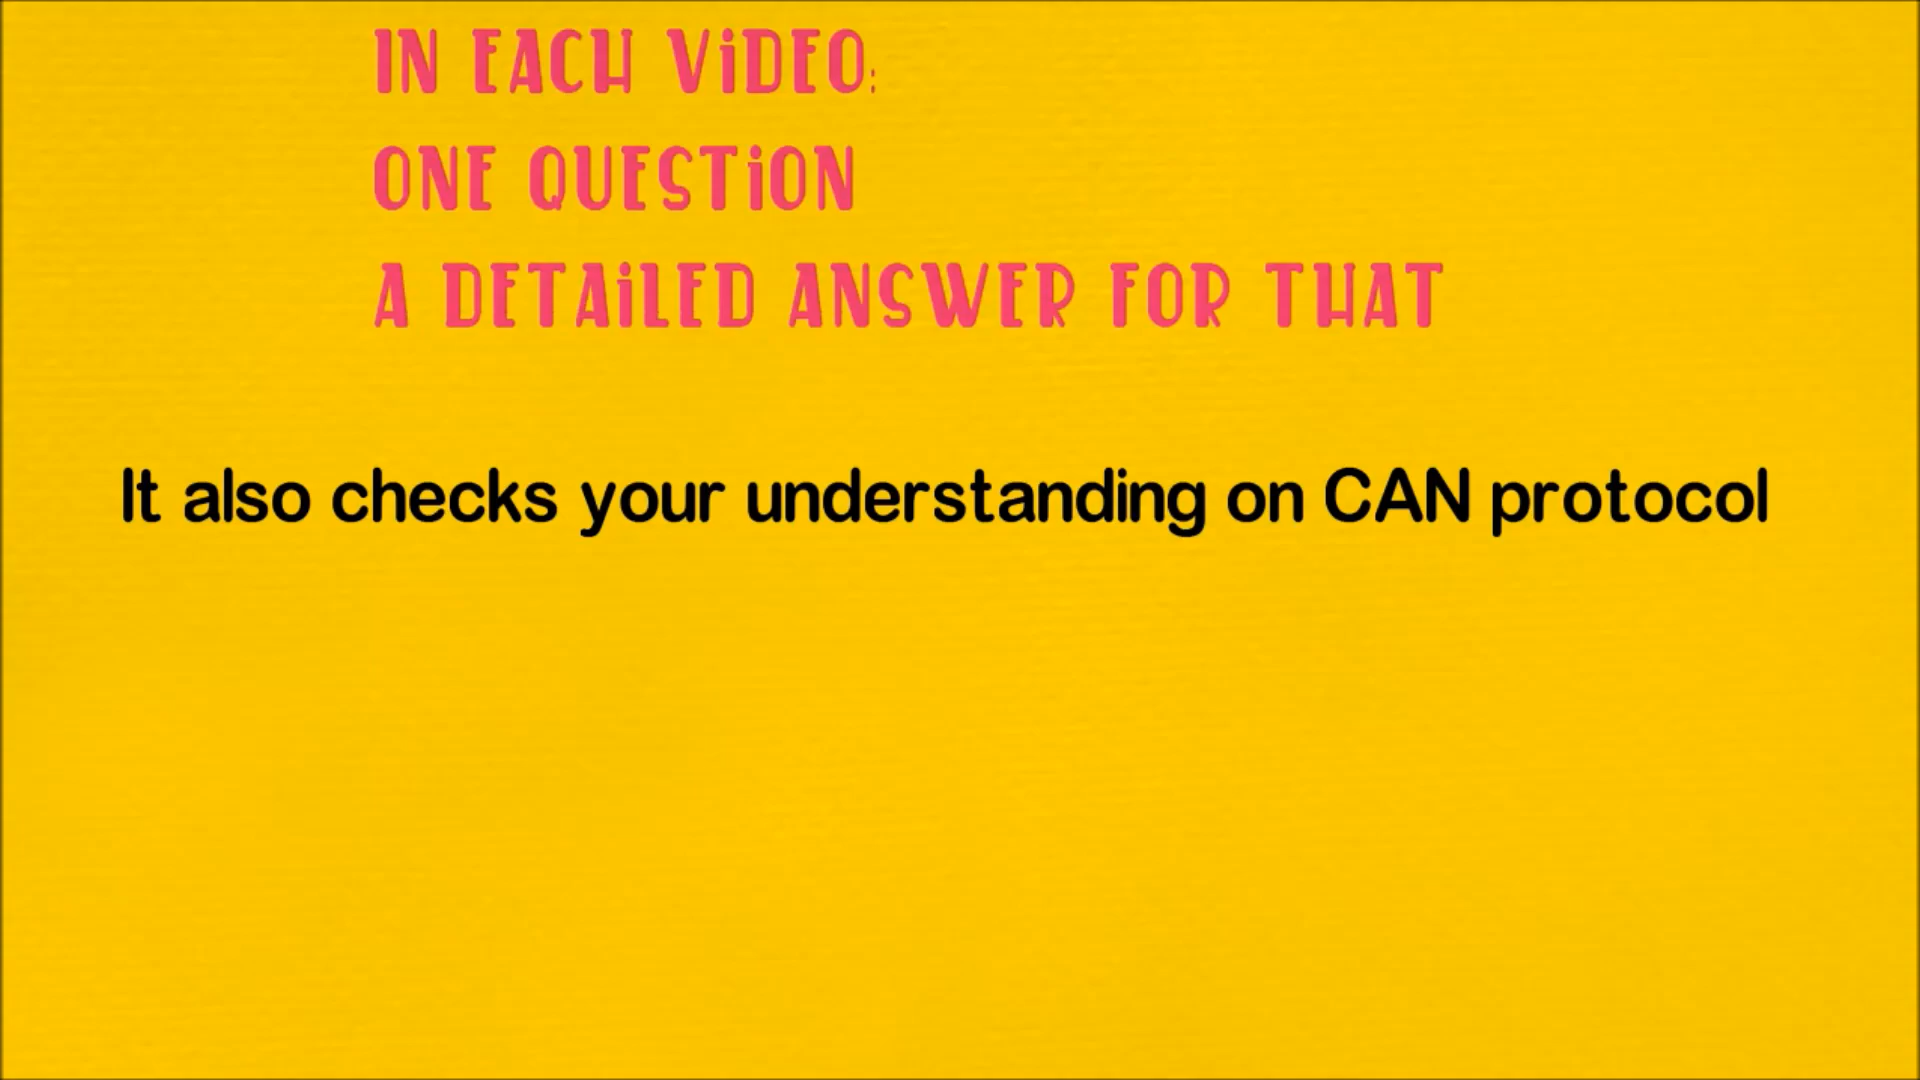 IN EACH ViDEO:
ONE QUESTiON
A DETAiLED ANSWER FOR THAT
It also checks your understanding on CAN protocol